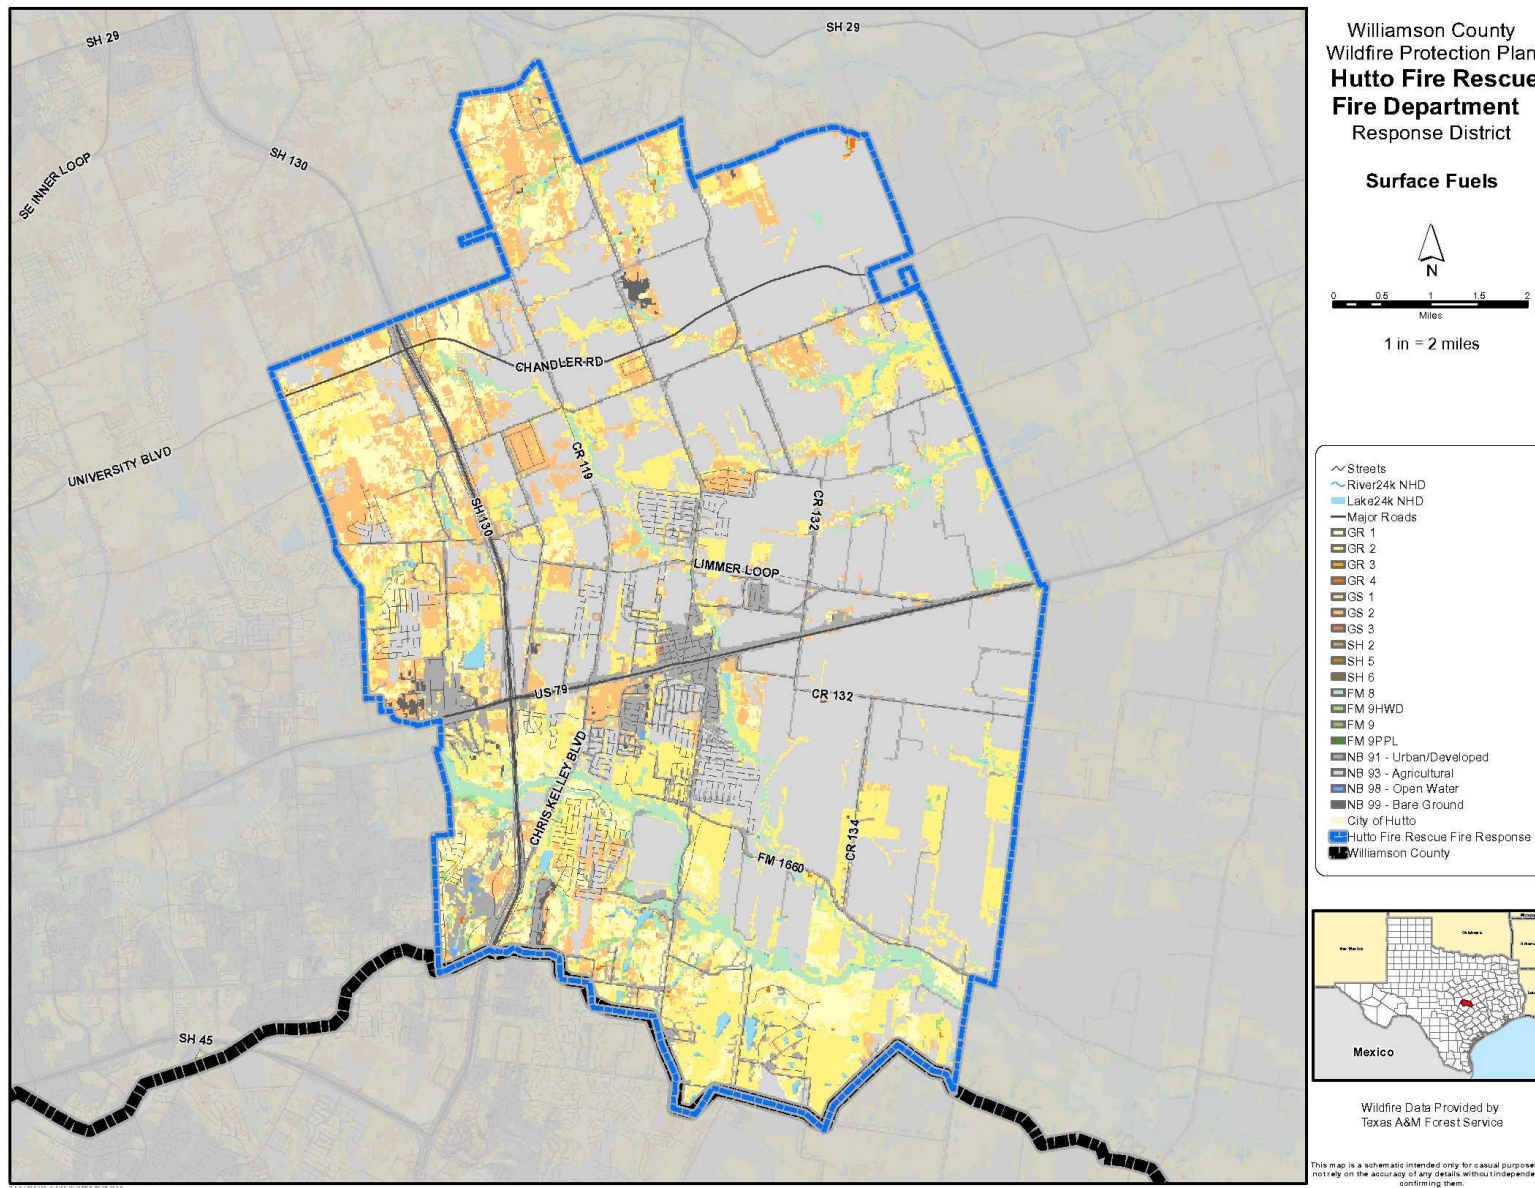 SH 29
SH 29
SE INNER LOOP
SH 130
CHANDLER RD
UNIVERSITY BLVD
CR 119
SH 130
CR 132
LIMMER LOOP
US 79
CR 132
CHRIS KELLEY BLVD
CR 134
FM 1660
SH 45
Williamson County
Wildfire Protection Plan
Hutto Fire Rescue
Fire Department
Response District
Surface Fuels
N
0 0.5 1 1.5 2
Miles
1 in = 2 miles
Streets
River24k NHD
Lake24k NHD
Major Roads
GR 1
GR 2
GR 3
GR 4
GS 1
GS 2
GS 3
SH 2
SH 5
SH 6
FM 8
FM 9HWD
FM 9
FM 9PPL
NB 91 - Urban/Developed
NB 93 - Agricultural
NB 98 - Open Water
NB 99 - Bare Ground
City of Hutto
Hutto Fire Rescue Fire Response
Williamson County
New Mexico
Oklahoma
Mexico
Wildfire Data Provided by
Texas A&M Forest Service
This map is a schematic intended only for casual purpose
not rely on the accuracy of any details without independe
confirming them.